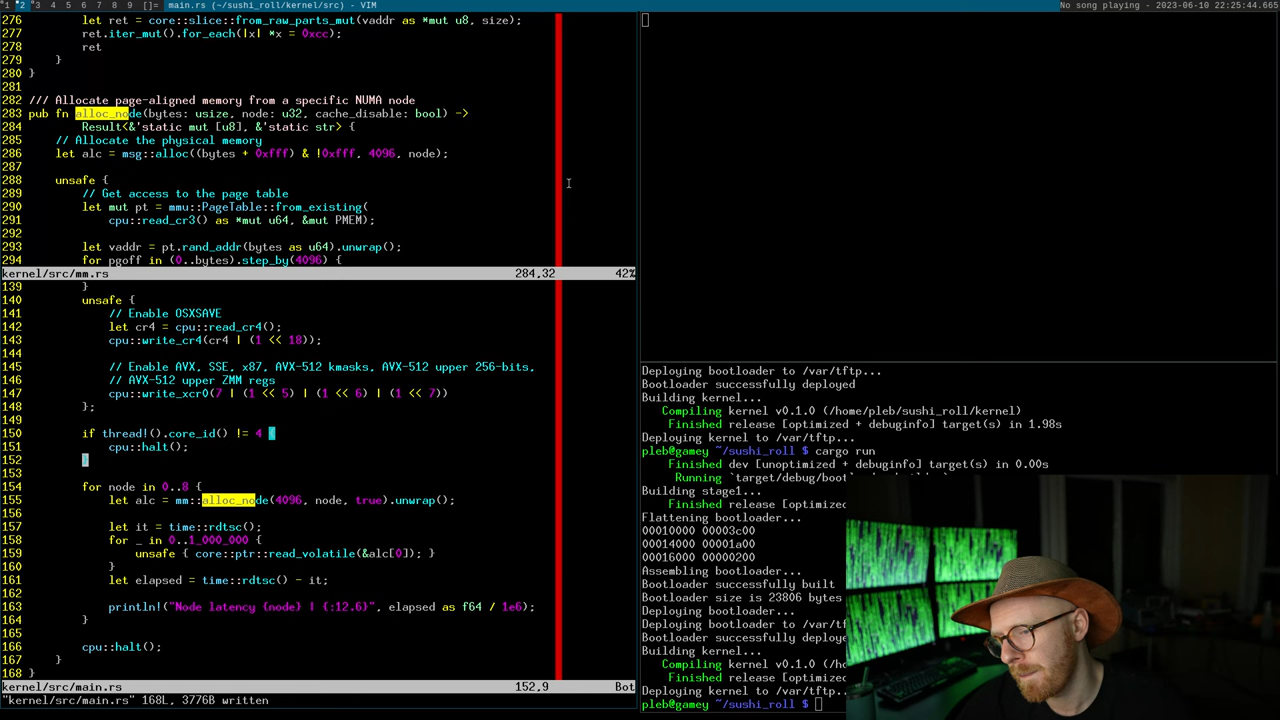 1 2 3 4 5 6 7 8 9 []= main.rs (~/sushi_roll/kernel/src) - VIM No song playing - 2023-06-10 22:25:44.665
276         let ret = core::slice::from_raw_parts_mut(vaddr as *mut u8, size);
277         ret.iter_mut().for_each(|x| *x = 0xcc);
278         ret
279     }
280 }
281
282 /// Allocate page-aligned memory from a specific NUMA node
283 pub fn alloc_node(bytes: usize, node: u32, cache_disable: bool) ->
284         Result<&'static mut [u8], &'static str> {
285     // Allocate the physical memory
286     let alc = msg::alloc((bytes + 0xfff) & !0xfff, 4096, node);
287
288     unsafe {
289         // Get access to the page table
290         let mut pt = mmu::PageTable::from_existing(
291             cpu::read_cr3() as *mut u64, &mut PMEM);
292
293         let vaddr = pt.rand_addr(bytes as u64).unwrap();
294         for pgoff in (0..bytes).step_by(4096) {
kernel/src/mm.rs 284,32 42%
139         }
140         unsafe {
141             // Enable OSXSAVE
142             let cr4 = cpu::read_cr4();
143             cpu::write_cr4(cr4 | (1 << 18));
144
145             // Enable AVX, SSE, x87, AVX-512 kmasks, AVX-512 upper 256-bits,
146             // AVX-512 upper ZMM regs
147             cpu::write_xcr0(7 | (1 << 5) | (1 << 6) | (1 << 7))
148         };
149
150         if thread!().core_id() != 4 {
151             cpu::halt();
152         }
153
154         for node in 0..8 {
155             let alc = mm::alloc_node(4096, node, true).unwrap();
156
157             let it = time::rdtsc();
158             for _ in 0..1_000_000 {
159                 unsafe { core::ptr::read_volatile(&alc[0]); }
160             }
161             let elapsed = time::rdtsc() - it;
162
163             println!("Node latency {node} | {:12.6}", elapsed as f64 / 1e6);
164         }
165
166         cpu::halt();
167     }
168 }
kernel/src/main.rs 152,9 Bot
"kernel/src/main.rs" 168L, 3776B written
Deploying bootloader to /var/tftp...
Bootloader successfully deployed
Building kernel...
   Compiling kernel v0.1.0 (/home/pleb/sushi_roll/kernel)
    Finished release [optimized + debuginfo] target(s) in 1.98s
Deploying kernel to /var/tftp...
pleb@gamey ~/sushi_roll $ cargo run
    Finished dev [unoptimized + debuginfo] target(s) in 0.00s
     Running `target/debug/boo
Building stage1...
    Finished release [optimize
Flattening bootloader...
00010000 00003c00
00014000 00001a00
00016000 00000200
Assembling bootloader...
Bootloader successfully built
Bootloader size is 23806 bytes
Deploying bootloader...
Deploying bootloader to /var/tf
Bootloader successfully deploye
Building kernel...
   Compiling kernel v0.1.0 (/ho
    Finished release [optimize
Deploying kernel to /var/tftp..
pleb@gamey ~/sushi_roll $